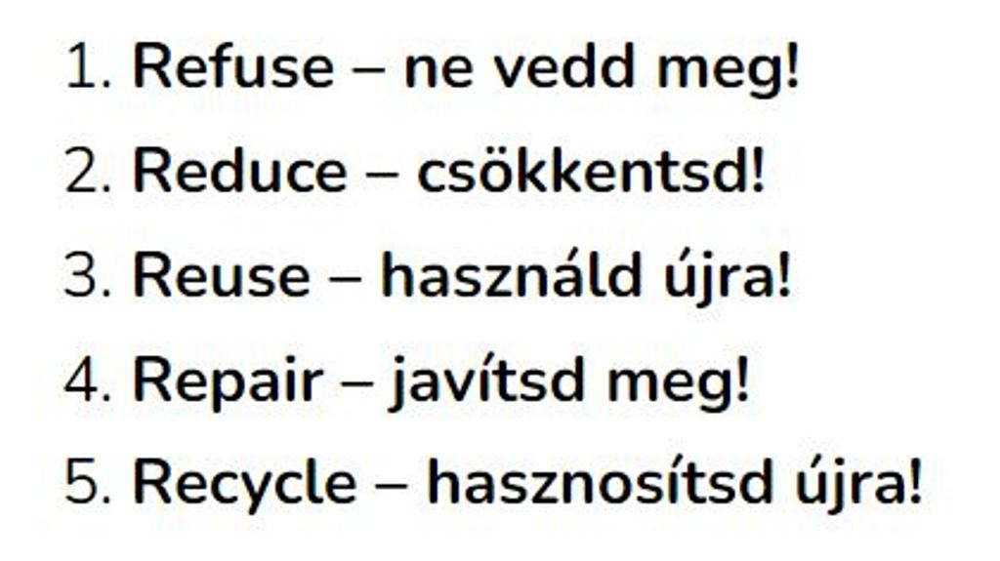 1. Refuse – ne vedd meg!
2. Reduce – csökkentsd!
3. Reuse – használd újra!
4. Repair – javítsd meg!
5. Recycle – hasznosítsd újra!